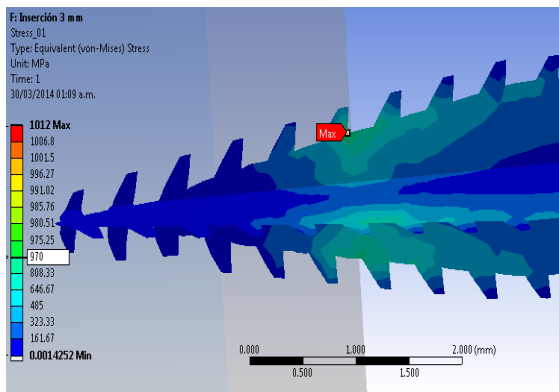 F: Inserción 3 mm
Stress_01
Type: Equivalent (von-Mises) Stress
Unit: MPa
Time: 1
30/03/2014 01:09 a.m.
1012 Max
1006.8
1001.5
996.27
991.02
985.76
980.51
975.25
970
808.33
646.67
485
323.33
161.67
0.0014252 Min
Max
0.000 1.000 2.000 (mm)
0.500 1.500